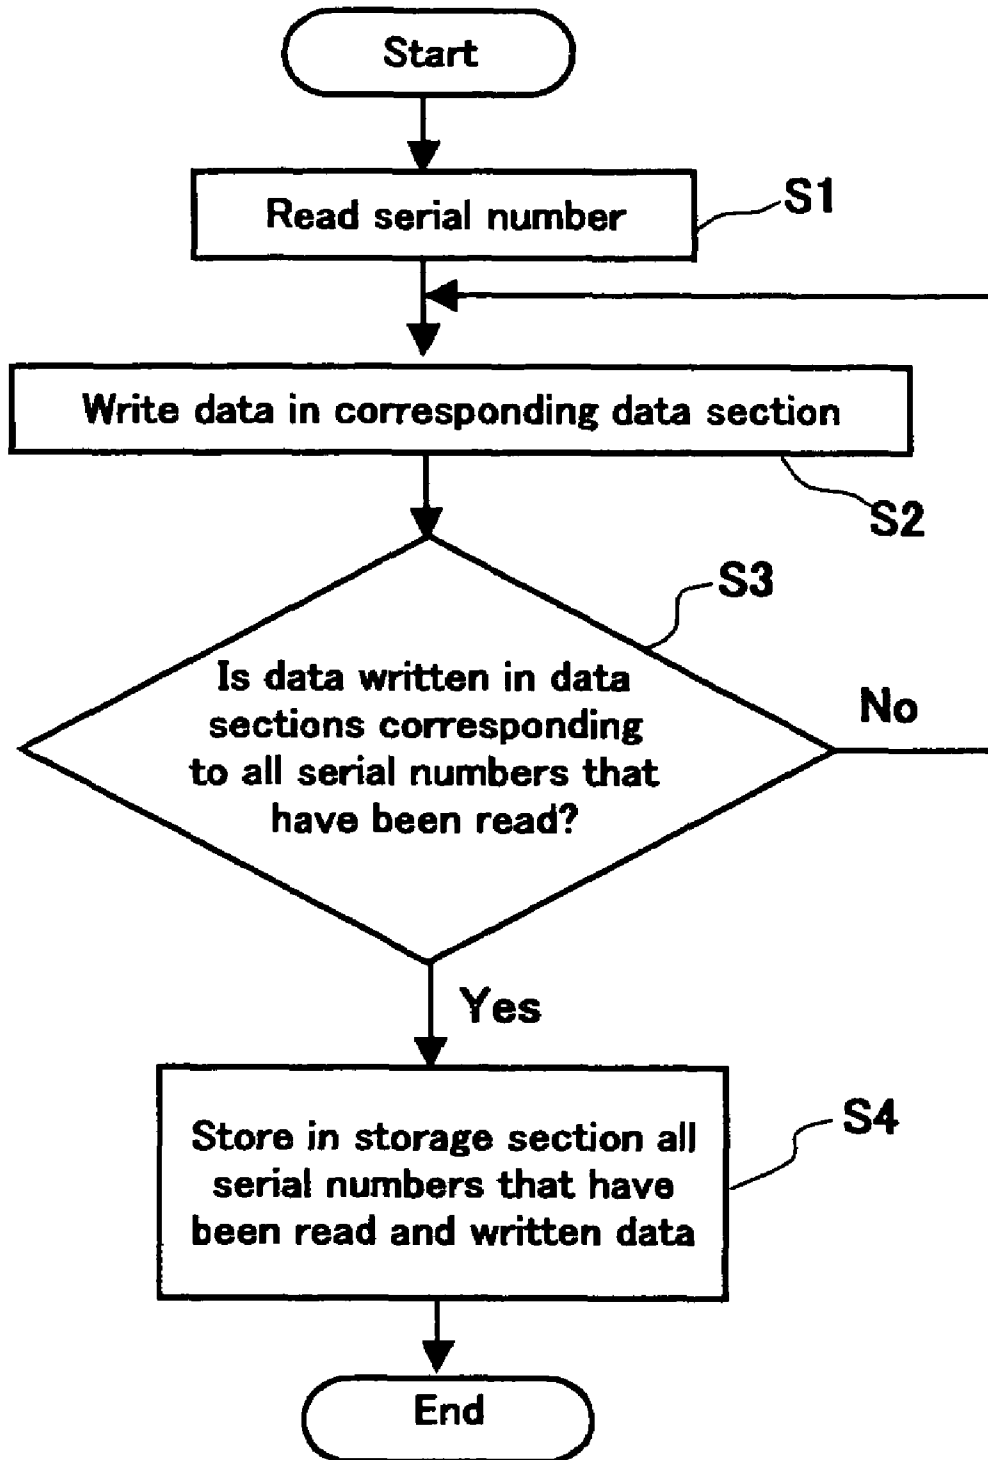 Start
Read serial number
S1
Write data in corresponding data section
S2
S3
Is data written in data
sections corresponding
to all serial numbers that
have been read?
No
Yes
Store in storage section all
serial numbers that have
been read and written data
S4
End